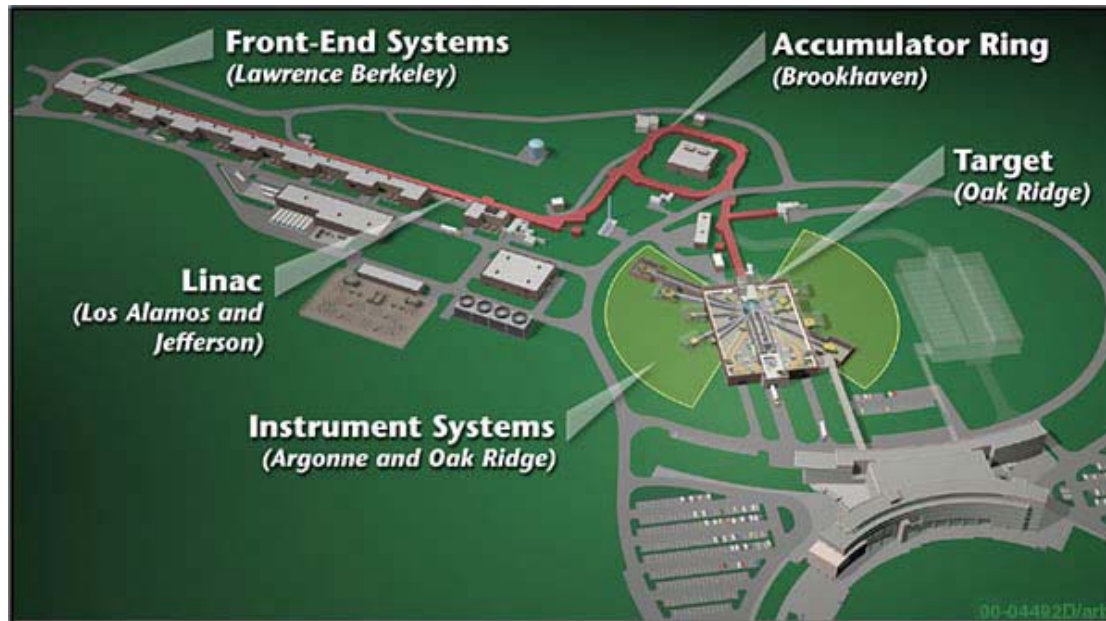 Front-End Systems
(Lawrence Berkeley)
Accumulator Ring
(Brookhaven)
Target
(Oak Ridge)
Linac
(Los Alamos and
Jefferson)
Instrument Systems
(Argonne and Oak Ridge)
00-04492D/arb